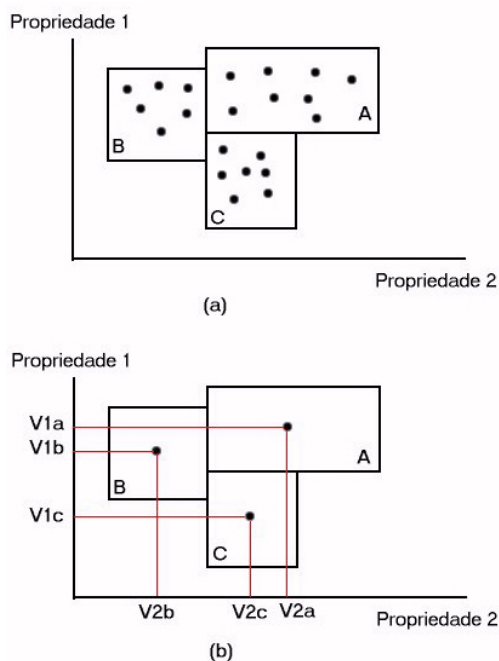 Propriedade 1
A
B
C
Propriedade 2
(a)
Propriedade 1
V1a
V1b
A
B
V1c
C
V2b V2c V2a
Propriedade 2
(b)